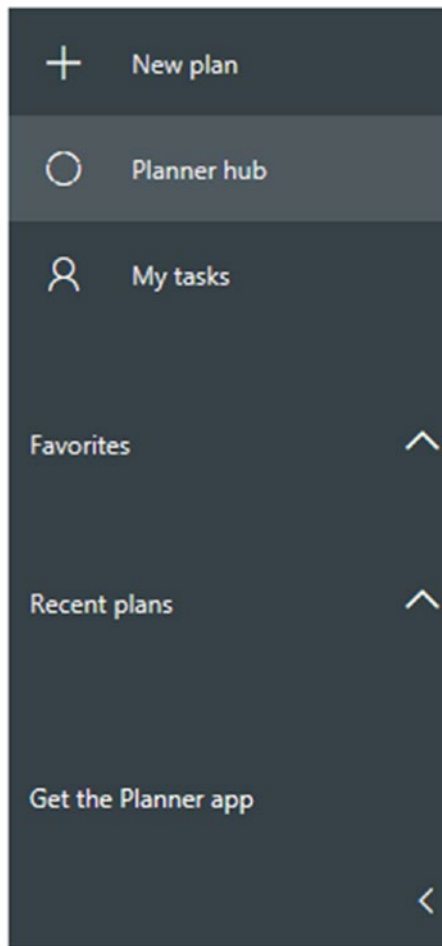 New plan
Planner hub
My tasks
Favorites
Recent plans
Get the Planner app